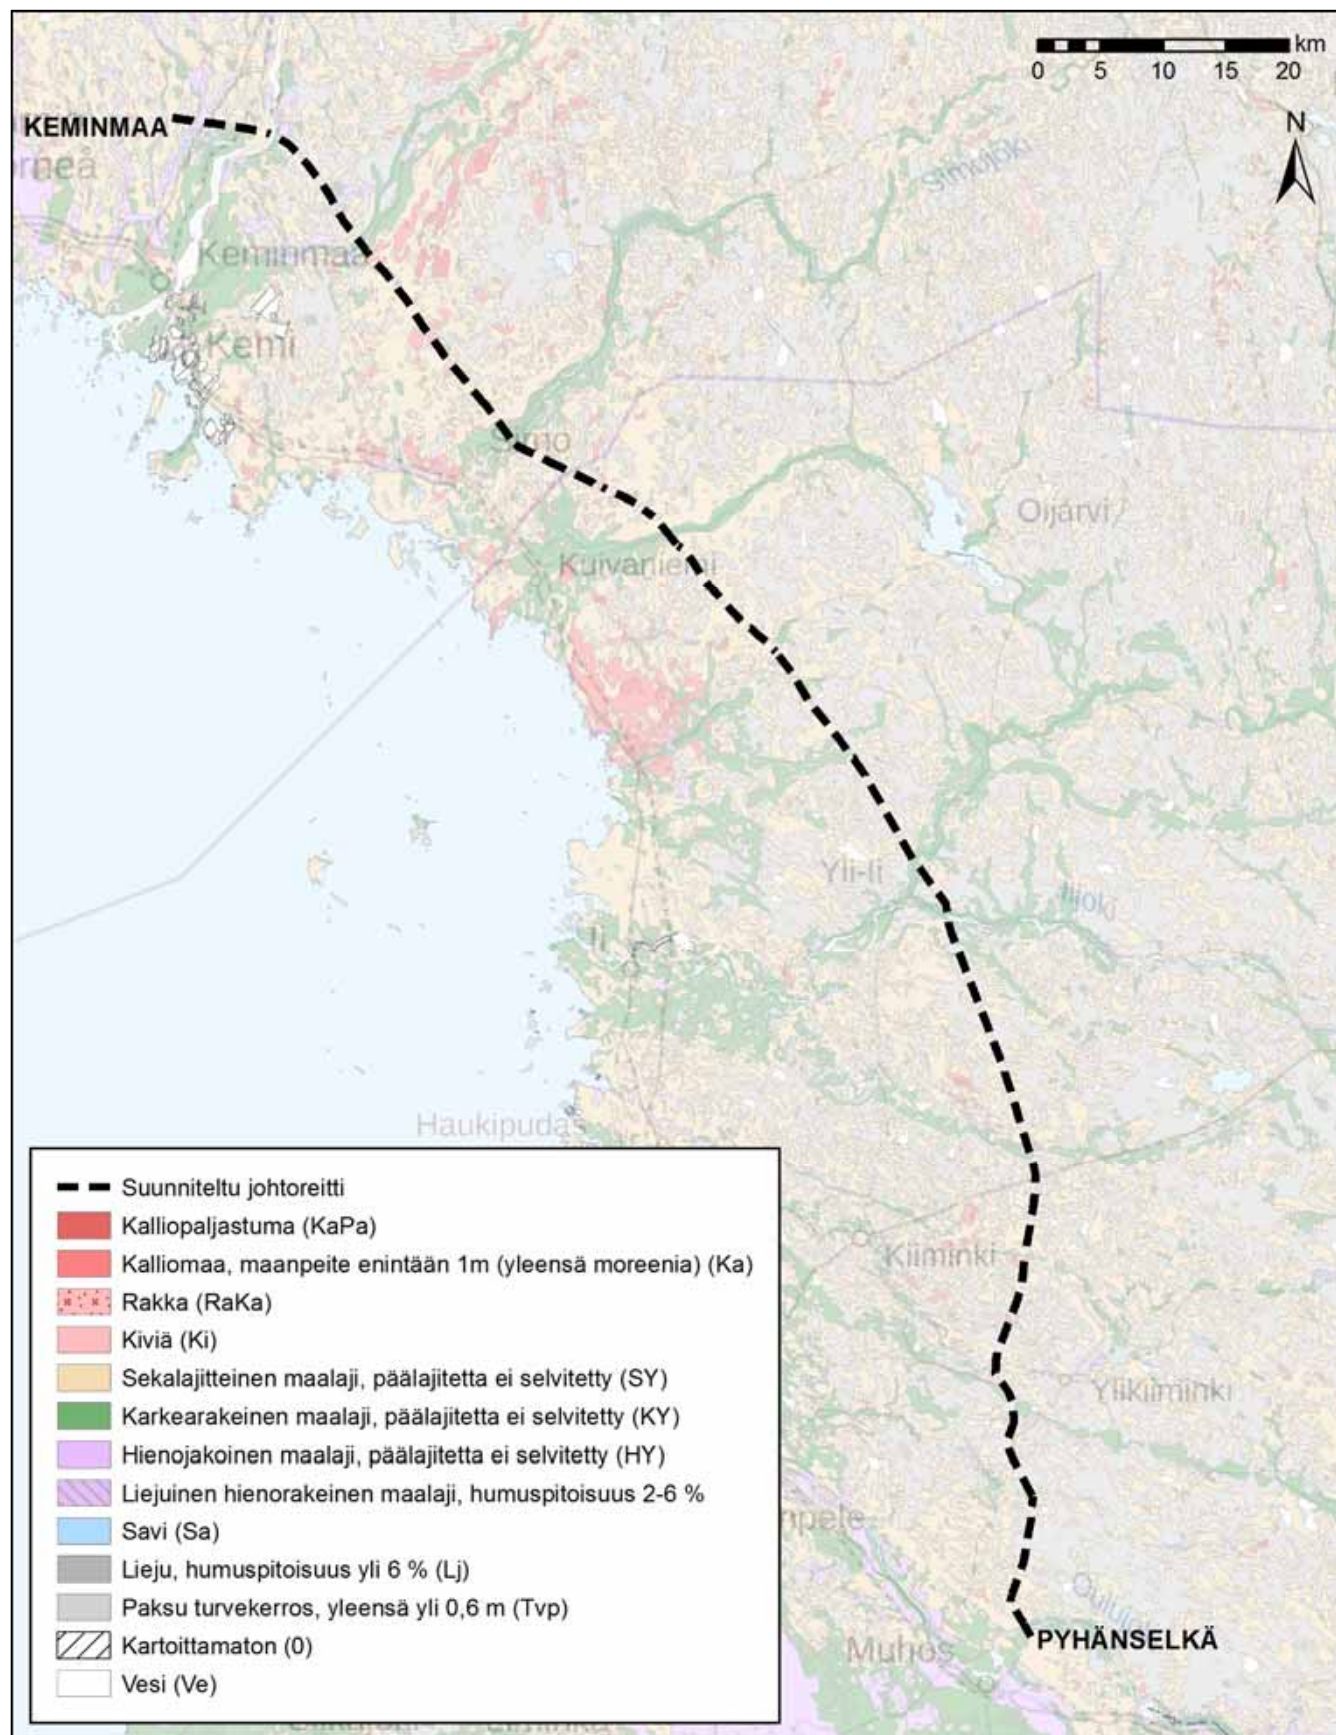 km
0 5 10 15 20
N
KEMINMAA
Simojoki
Keminmaa
Kemi
Simo
Oijärvi
Kuivaniemi
Yli-Ii
Iijoki
Ii
Haukipudas
Kiiminki
Ylikiiminki
Muhos
PYHÄNSELKÄ
Suunniteltu johtoreitti
Kalliopaljastuma (KaPa)
Kalliomaa, maanpeite enintään 1m (yleensä moreenia) (Ka)
Rakka (RaKa)
Kiviä (Ki)
Sekalajitteinen maalaji, päälajitetta ei selvitetty (SY)
Karkearakeinen maalaji, päälajitetta ei selvitetty (KY)
Hienojakoinen maalaji, päälajitetta ei selvitetty (HY)
Liejuinen hienorakeinen maalaji, humuspitoisuus 2-6 %
Savi (Sa)
Lieju, humuspitoisuus yli 6 % (Lj)
Paksu turvekerros, yleensä yli 0,6 m (Tvp)
Kartoittamaton (0)
Vesi (Ve)